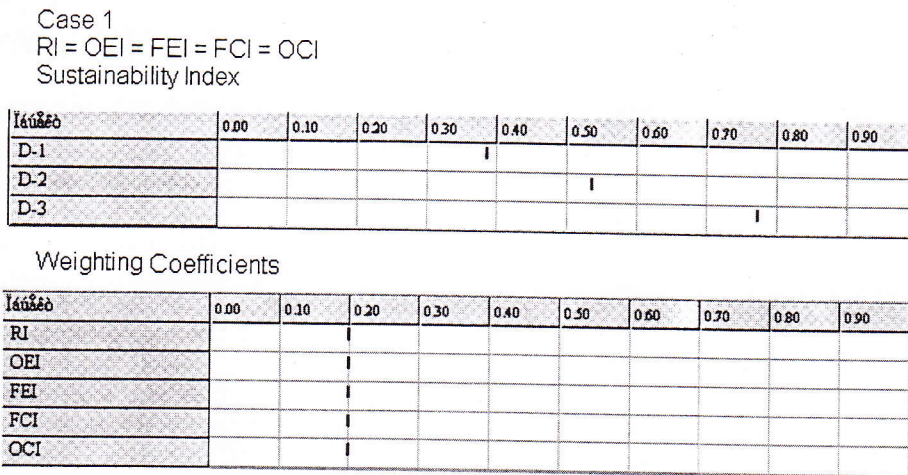 Case 1
RI = OEI = FEI = FCI = OCI
Sustainability Index
Ïáúåêò 0.00 0.10 0.20 0.30 0.40 0.50 0.60 0.70 0.80 0.90
D-1
D-2
D-3
Weighting Coefficients
Ïáúåêò 0.00 0.10 0.20 0.30 0.40 0.50 0.60 0.70 0.80 0.90
RI
OEI
FEI
FCI
OCI